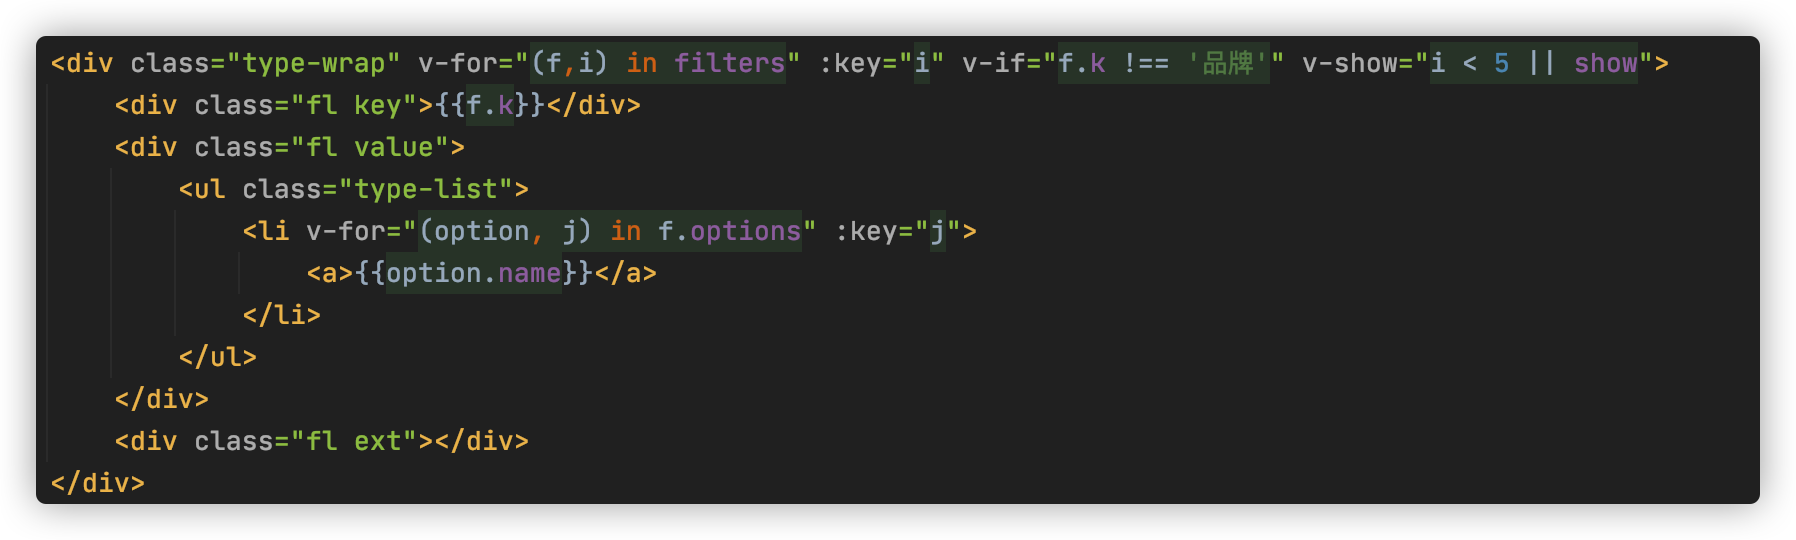 <div class="type-wrap" v-for="(f,i) in filters" :key="i" v-if="f.k !== '品牌'" v-show="i < 5 || show">
    <div class="fl key">{{f.k}}</div>
    <div class="fl value">
        <ul class="type-list">
            <li v-for="(option, j) in f.options" :key="j">
                <a>{{option.name}}</a>
            </li>
        </ul>
    </div>
    <div class="fl ext"></div>
</div>